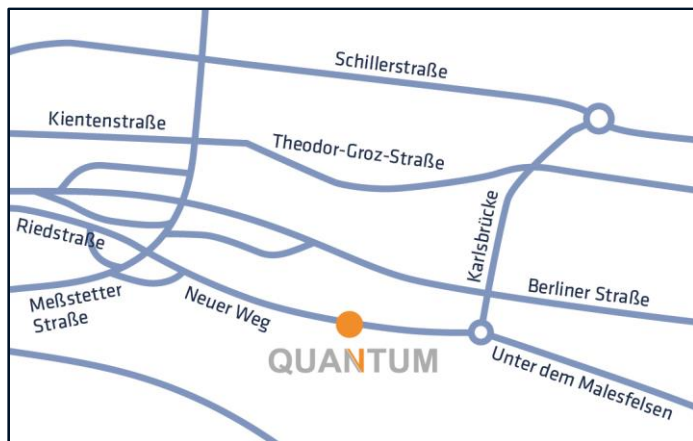 Schillerstraße
Kientenstraße
Theodor-Groz-Straße
Riedstraße
Karlsbrücke
Meßstetter
Straße
Neuer Weg
Berliner Straße
QUANTUM
Unter dem Malesfelsen